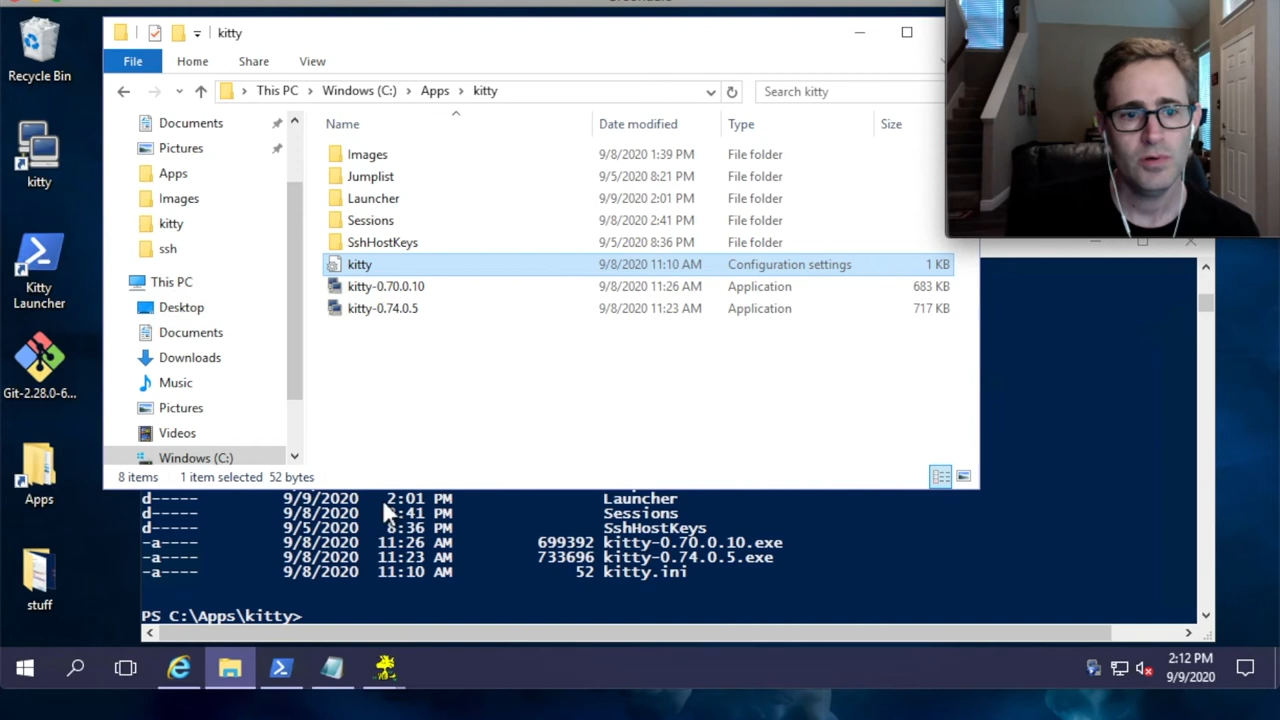 Recycle Bin
kitty
Kitty
Launcher
Git-2.28.0-6...
Apps
stuff
kitty
File
Home
Share
View
This PC
Windows (C:)
Apps
kitty
Search kitty
Documents
Pictures
Apps
Images
kitty
ssh
This PC
Desktop
Documents
Downloads
Music
Pictures
Videos
Windows (C:)
Name Date modified Type Size
Images 9/8/2020 1:39 PM File folder
Jumplist 9/5/2020 8:21 PM File folder
Launcher 9/9/2020 2:01 PM File folder
Sessions 9/8/2020 2:41 PM File folder
SshHostKeys 9/5/2020 8:36 PM File folder
kitty 9/8/2020 11:10 AM Configuration settings 1 KB
kitty-0.70.0.10 9/8/2020 11:26 AM Application 683 KB
kitty-0.74.0.5 9/8/2020 11:23 AM Application 717 KB
8 items 1 item selected 52 bytes
d----- 9/9/2020 2:01 PM Launcher
d----- 9/8/2020 :41 PM Sessions
d----- 9/5/2020 8:36 PM SshHostKeys
-a---- 9/8/2020 11:26 AM 699392 kitty-0.70.0.10.exe
-a---- 9/8/2020 11:23 AM 733696 kitty-0.74.0.5.exe
-a---- 9/8/2020 11:10 AM 52 kitty.ini
PS C:\Apps\kitty>
2:12 PM
9/9/2020